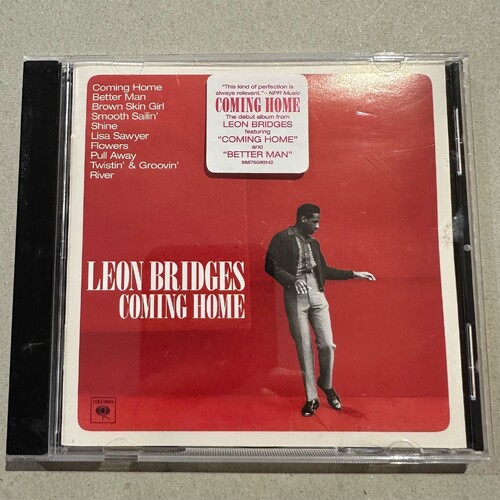 Coming Home
Better Man
Brown Skin Girl
Smooth Sailin'
Shine
Lisa Sawyer
Flowers
Pull Away
Twistin' & Groovin'
River
"This kind of perfection is
always relevant." - NPR Music
COMING HOME
The debut album from
LEON BRIDGES
featuring
"COMING HOME"
and
"BETTER MAN"
88875089142
LEON BRIDGES
COMING HOME
COLUMBIA